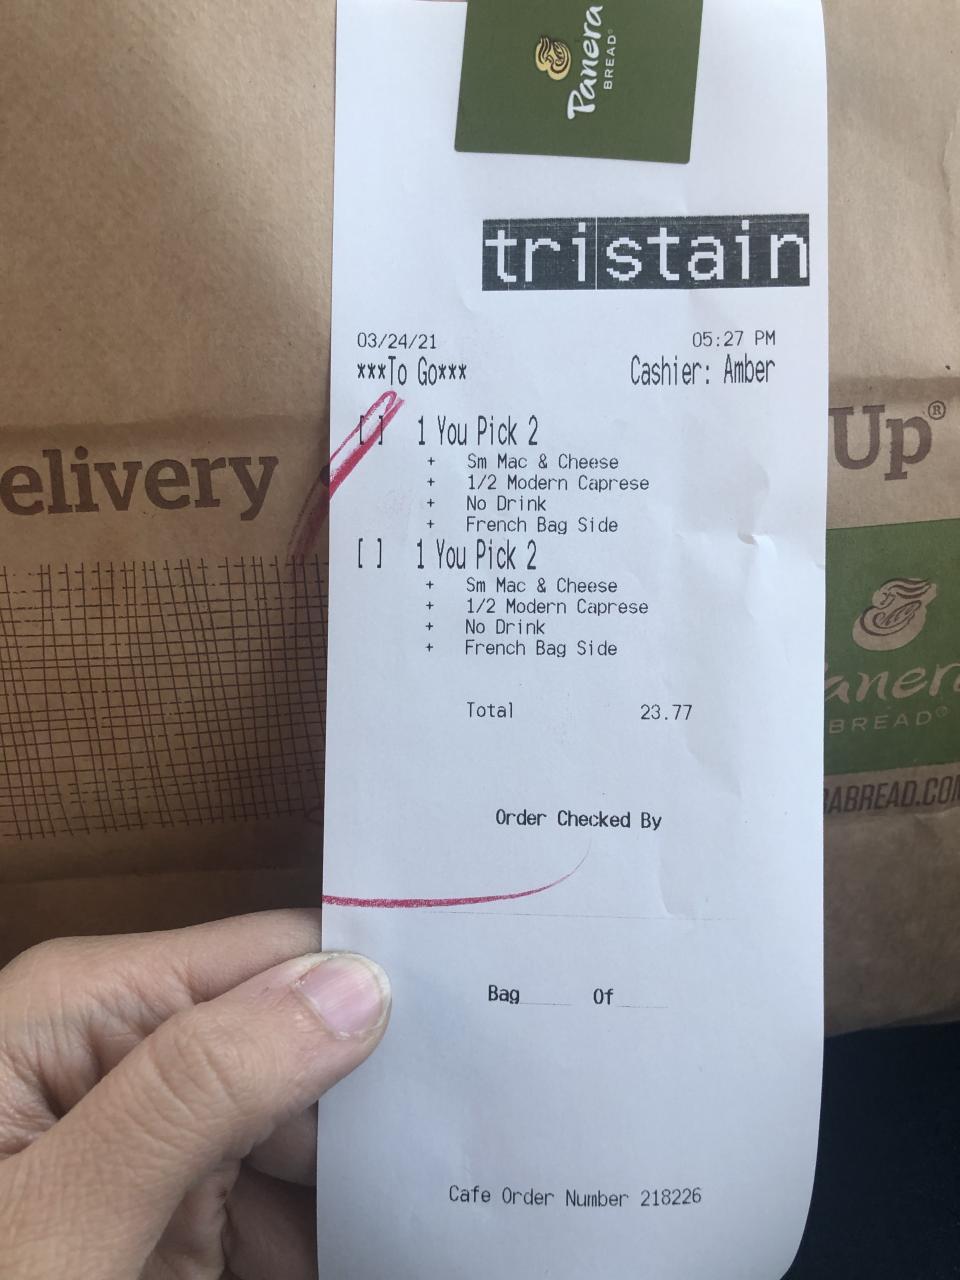 Panera
BREAD®
tristain
03/24/21 05:27 PM
***To Go*** Cashier: Amber
[ ] 1 You Pick 2
+ Sm Mac & Cheese
+ 1/2 Modern Caprese
+ No Drink
+ French Bag Side
[ ] 1 You Pick 2
+ Sm Mac & Cheese
+ 1/2 Modern Caprese
+ No Drink
+ French Bag Side
Total 23.77
Order Checked By
Bag Of
Cafe Order Number 218226
elivery
Up®
anera
BREAD®
RABREAD.COM